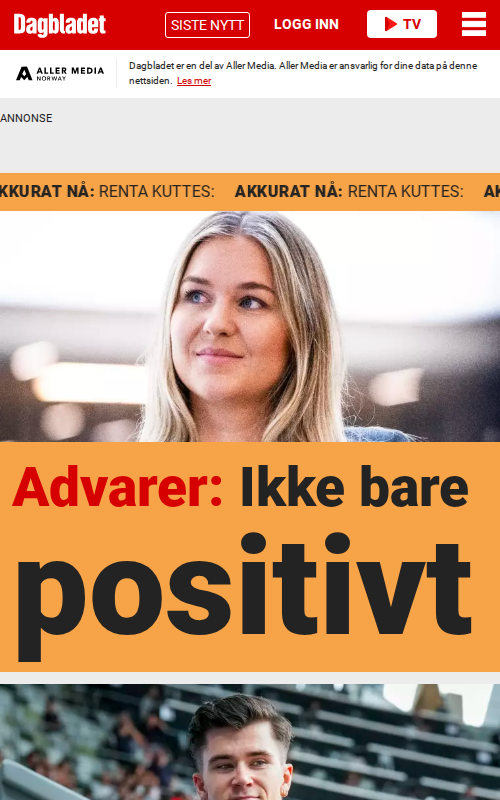 Dagbladet
SISTE NYTT
LOGG INN
TV
ALLER MEDIA
NORWAY
Dagbladet er en del av Aller Media. Aller Media er ansvarlig for dine data på denne
nettsiden. Les mer
ANNONSE
KKURAT NÅ: RENTA KUTTES: AKKURAT NÅ: RENTA KUTTES: AK
Advarer: Ikke bare
positivt